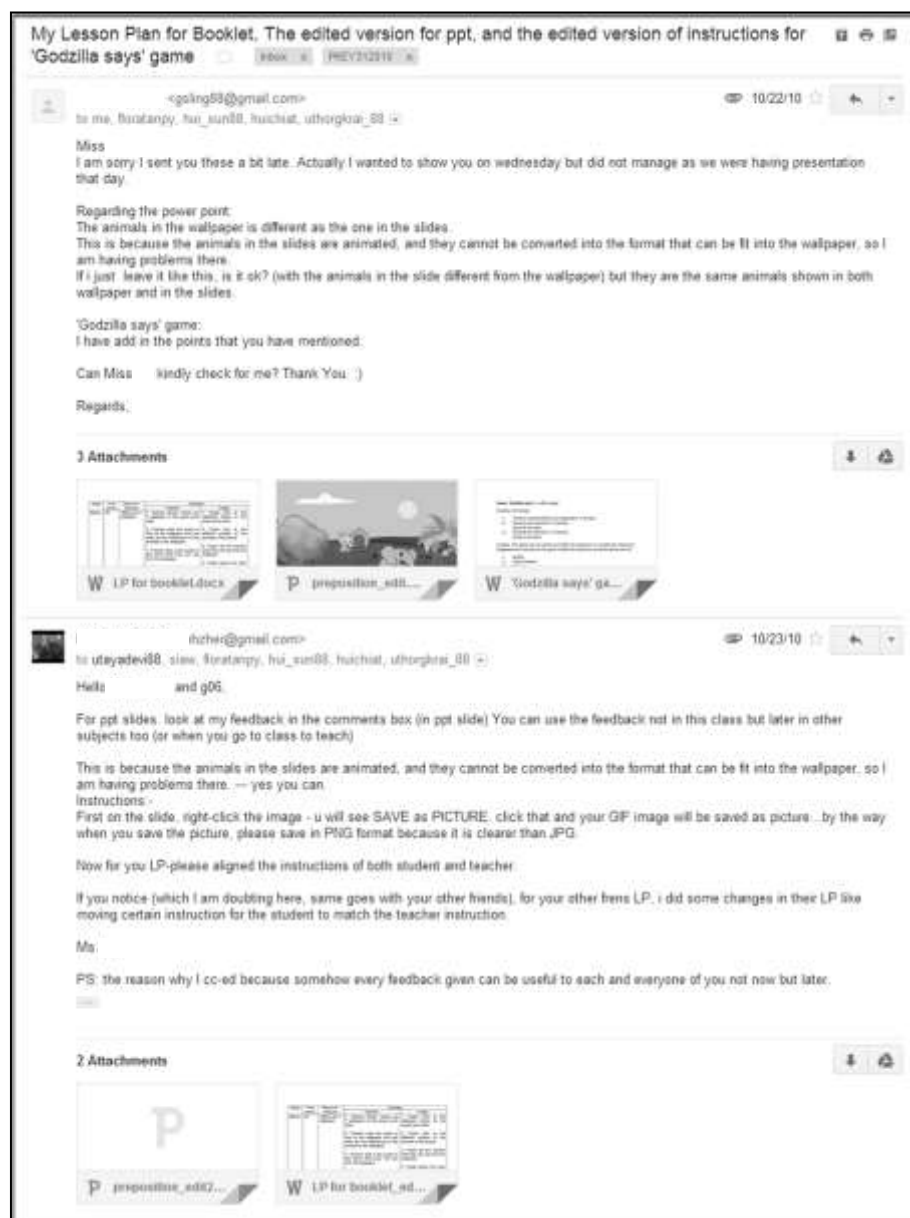 My Lesson Plan for Booklet, The edited version for ppt, and the edited version of instructions for
'Godzilla says' game Inbox x PREY312010 x
<gsling88@gmail.com> 10/22/10
to me, floratanpy, hui_sun88, huichiat, uthorgkrai_88
Miss
I am sorry I sent you these a bit late. Actually I wanted to show you on wednesday but did not manage as we were having presentation
that day.
Regarding the power point:
The animals in the wallpaper is different as the one in the slides.
This is because the animals in the slides are animated, and they cannot be converted into the format that can be fit into the wallpaper, so I
am having problems there.
If i just leave it like this, is it ok? (with the animals in the slide different from the wallpaper) but they are the same animals shown in both
wallpaper and in the slides.
'Godzilla says' game:
I have add in the points that you have mentioned.
Can Miss kindly check for me? Thank You. :)
Regards,
3 Attachments
W LP for booklet.docx
P preposition_edit....
W 'Godzilla says' ga...
hzher@gmail.com> 10/23/10
to uteyadevi88, siew, floratanpy, hui_sun88, huichiat, uthorgkrai_88
Hello and g06,
For ppt slides, look at my feedback in the comments box (in ppt slide) You can use the feedback not in this class but later in other
subjects too (or when you go to class to teach)
This is because the animals in the slides are animated, and they cannot be converted into the format that can be fit into the wallpaper, so I
am having problems there. --- yes you can.
Instructions:-
First on the slide, right-click the image - u will see SAVE as PICTURE. click that and your GIF image will be saved as picture...by the way
when you save the picture, please save in PNG format because it is clearer than JPG.
Now for you LP-please aligned the instructions of both student and teacher.
If you notice (which I am doubting here, same goes with your other friends), for your other frens LP, i did some changes in their LP like
moving certain instruction for the student to match the teacher instruction.
Ms.
PS: the reason why I cc-ed because somehow every feedback given can be useful to each and everyone of you not now but later.
2 Attachments
P preposition_edit2...
W LP for booklet_ed...